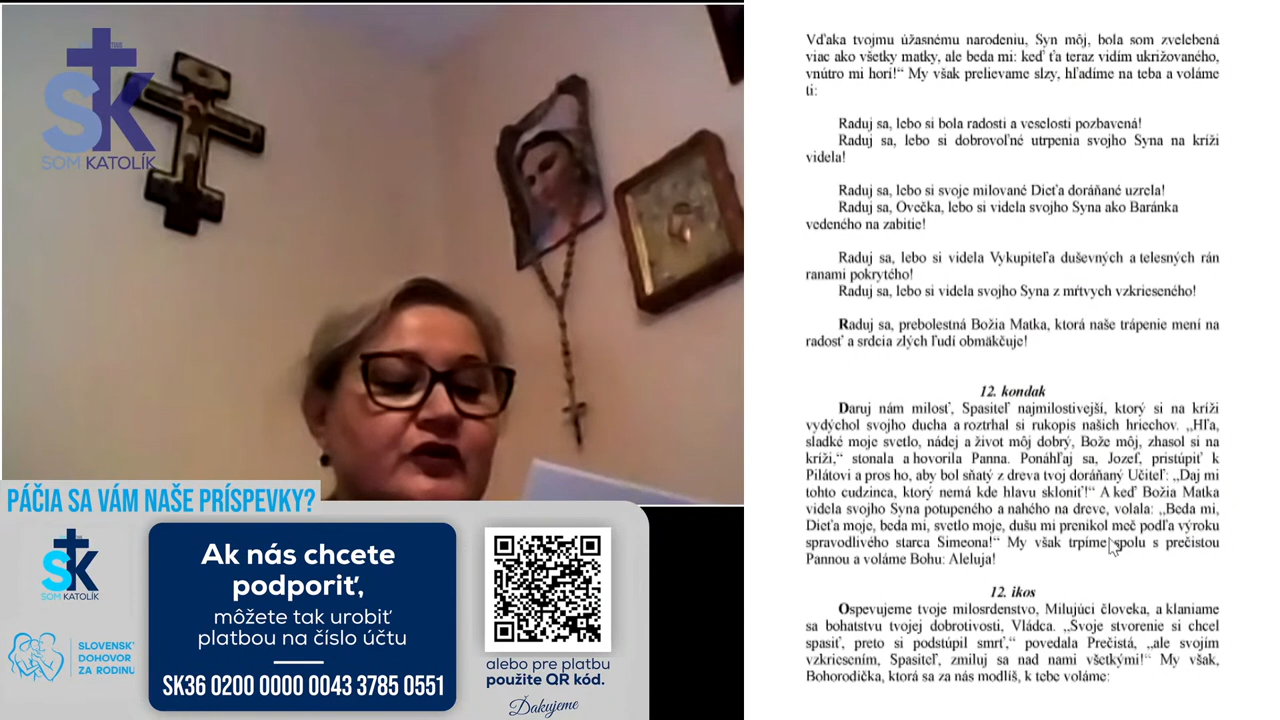 SK
SOM KATOLÍK
PÁČIA SA VÁM NAŠE PRÍSPEVKY?
SK
SOM KATOLÍK
SLOVENSKÝ
DOHOVOR
ZA RODINU
Ak nás chcete
podporiť,
môžete tak urobiť
platbou na číslo účtu
SK36 0200 0000 0043 3785 0551
alebo pre platbu
použite QR kód.
Ďakujeme
Vďaka tvojmu úžasnému narodeniu, Syn môj, bola som zvelebená
viac ako všetky matky, ale beda mi: keď ťa teraz vidím ukrižovaného,
vnútro mi horí!“ My však prelievame slzy, hľadíme na teba a voláme
ti:
Raduj sa, lebo si bola radosti a veselosti pozbavená!
Raduj sa, lebo si dobrovoľné utrpenia svojho Syna na kríži
videla!
Raduj sa, lebo si svoje milované Dieťa doráňané uzrela!
Raduj sa, Ovečka, lebo si videla svojho Syna ako Baránka
vedeného na zabitie!
Raduj sa, lebo si videla Vykupiteľa duševných a telesných rán
ranami pokrytého!
Raduj sa, lebo si videla svojho Syna z mŕtvych vzkrieseného!
Raduj sa, prebolestná Božia Matka, ktorá naše trápenie mení na
radosť a srdcia zlých ľudí obmäkčuje!
12. kondak
Daruj nám milosť, Spasiteľ najmilostivejší, ktorý si na kríži
vydýchol svojho ducha a roztrhal si rukopis našich hriechov. „Hľa,
sladké moje svetlo, nádej a život môj dobrý, Bože môj, zhasol si na
kríži,“ stonala a hovorila Panna. Ponáhľaj sa, Jozef, pristúpiť k
Pilátovi a pros ho, aby bol sňatý z dreva tvoj doráňaný Učiteľ: „Daj mi
tohto cudzinca, ktorý nemá kde hlavu skloniť!“ A keď Božia Matka
videla svojho Syna potupeného a nahého na dreve, volala: „Beda mi,
Dieťa moje, beda mi, svetlo moje, dušu mi prenikol meč podľa výroku
spravodlivého starca Simeona!“ My však trpíme spolu s prečistou
Pannou a voláme Bohu: Aleluja!
12. ikos
Ospevujeme tvoje milosrdenstvo, Milujúci človeka, a klaniame
sa bohatstvu tvojej dobrotivosti, Vládca. „Svoje stvorenie si chcel
spasiť, preto si podstúpil smrť,“ povedala Prečistá, „ale svojím
vzkriesením, Spasiteľ, zmiluj sa nad nami všetkými!“ My však,
Bohorodička, ktorá sa za nás modlíš, k tebe voláme: